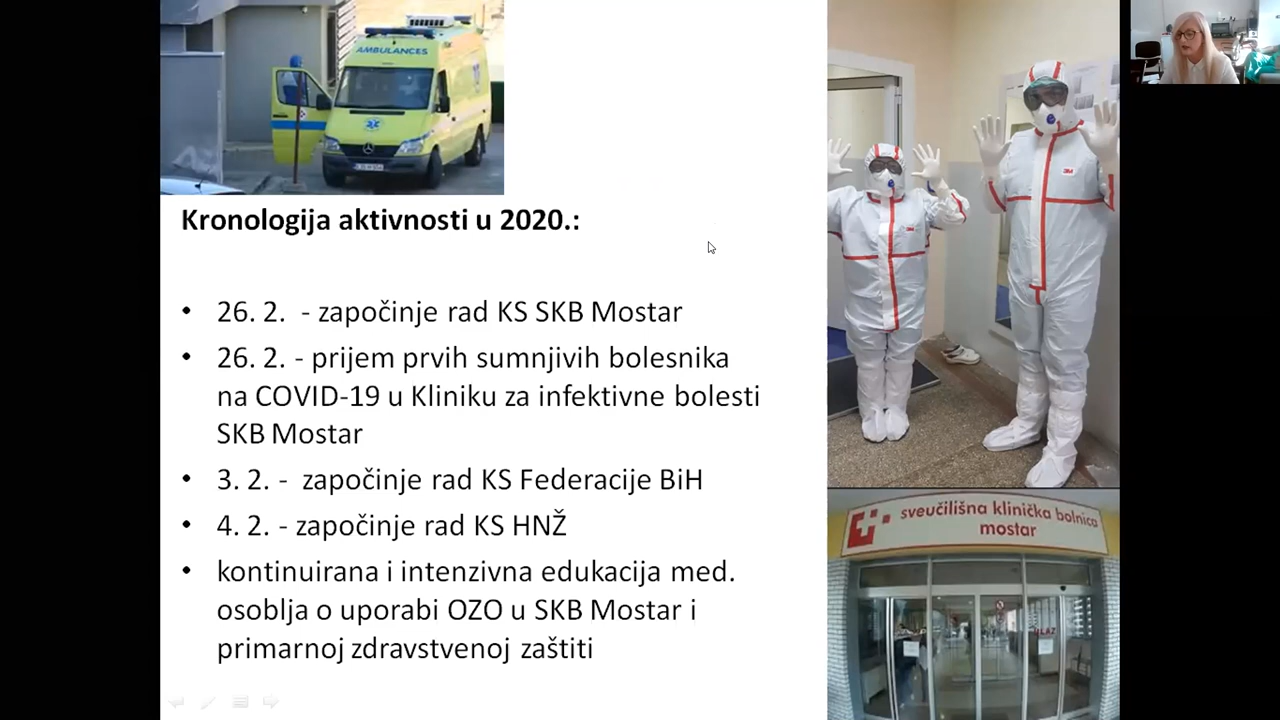 AMBULANCES
Kronologija aktivnosti u 2020.:
• 26. 2.  - započinje rad KS SKB Mostar
• 26. 2. - prijem prvih sumnjivih bolesnika
na COVID-19 u Kliniku za infektivne bolesti
SKB Mostar
• 3. 2. -  započinje rad KS Federacije BiH
• 4. 2. - započinje rad KS HNŽ
• kontinuirana i intenzivna edukacija med.
osoblja o uporabi OZO u SKB Mostar i
primarnoj zdravstvenoj zaštiti
3M
3M
sveučilišna klinička bolnica
mostar